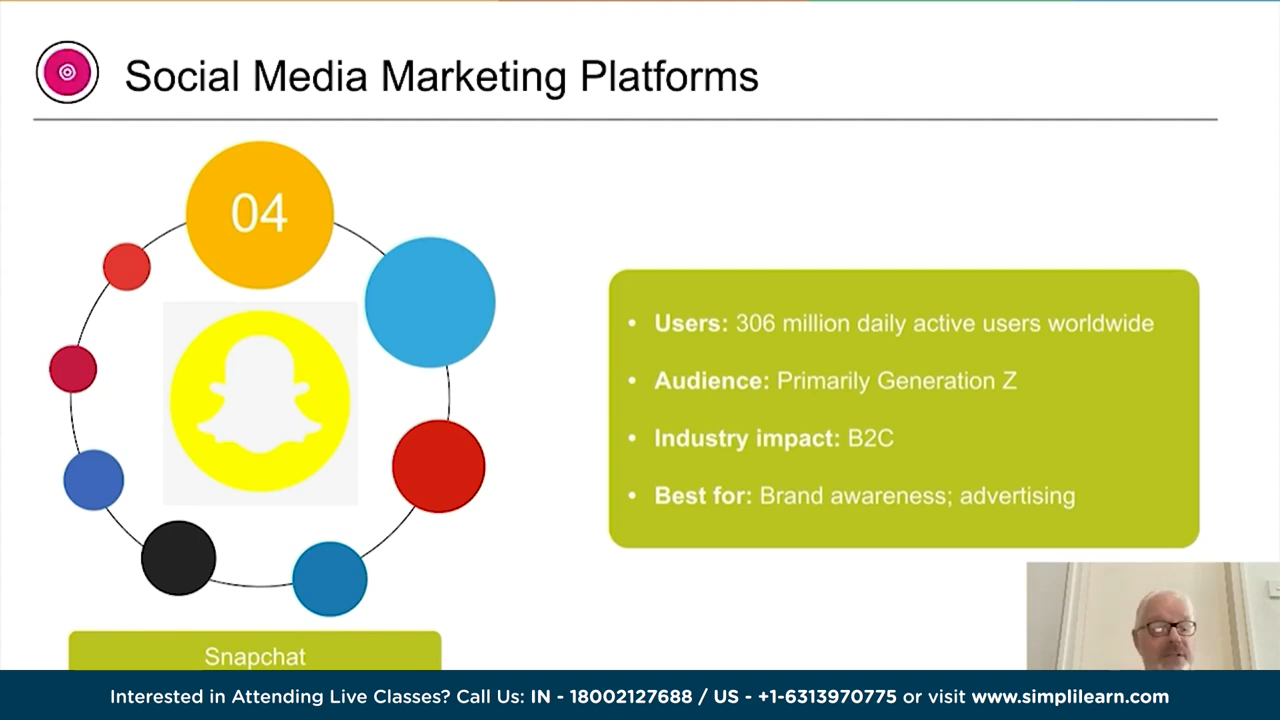 Social Media Marketing Platforms
04
• Users: 306 million daily active users worldwide
• Audience: Primarily Generation Z
• Industry impact: B2C
• Best for: Brand awareness; advertising
Snapchat
Interested in Attending Live Classes? Call Us: IN - 18002127688 / US - +1-6313970775 or visit www.simplilearn.com